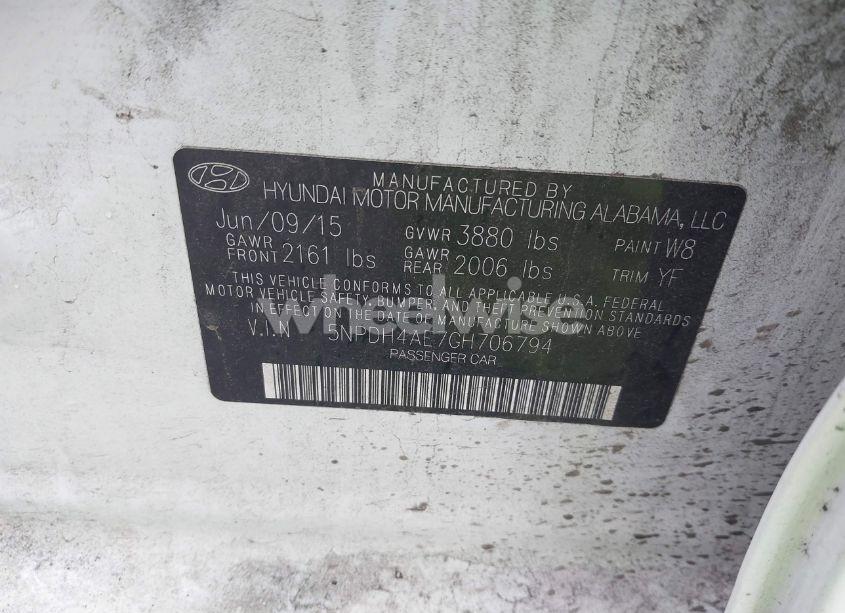 MANUFACTURED BY
HYUNDAI MOTOR MANUFACTURING ALABAMA, LLC
Jun/09/15 GVWR 3880 lbs PAINT W8
GAWR FRONT 2161 lbs GAWR REAR 2006 lbs TRIM YF
THIS VEHICLE CONFORMS TO ALL APPLICABLE U.S.A. FEDERAL
MOTOR VEHICLE SAFETY, BUMPER, AND THEFT PREVENTION STANDARDS
IN EFFECT ON THE DATE OF MANUFACTURE SHOWN ABOVE
wheelwise
V.I.N 5NPDH4AE7GH706794
PASSENGER CAR